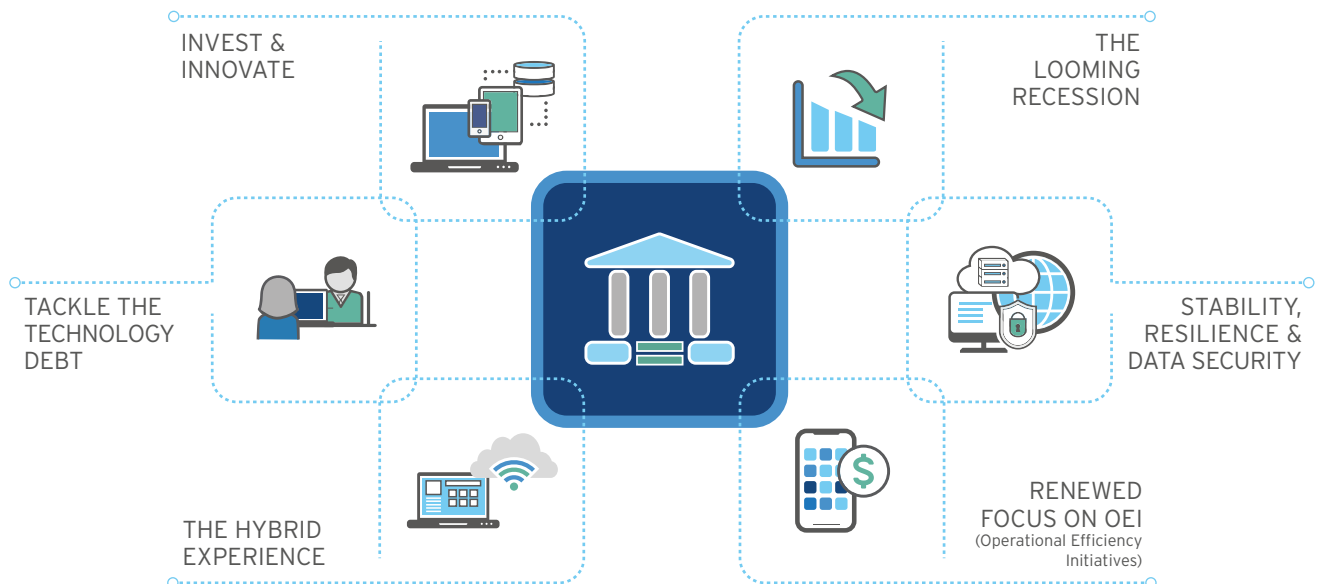 INVEST &
INNOVATE
THE
LOOMING
RECESSION
TACKLE THE
TECHNOLOGY
DEBT
STABILITY,
RESILIENCE &
DATA SECURITY
THE HYBRID
EXPERIENCE
RENEWED
FOCUS ON OEI
(Operational Efficiency
Initiatives)
$